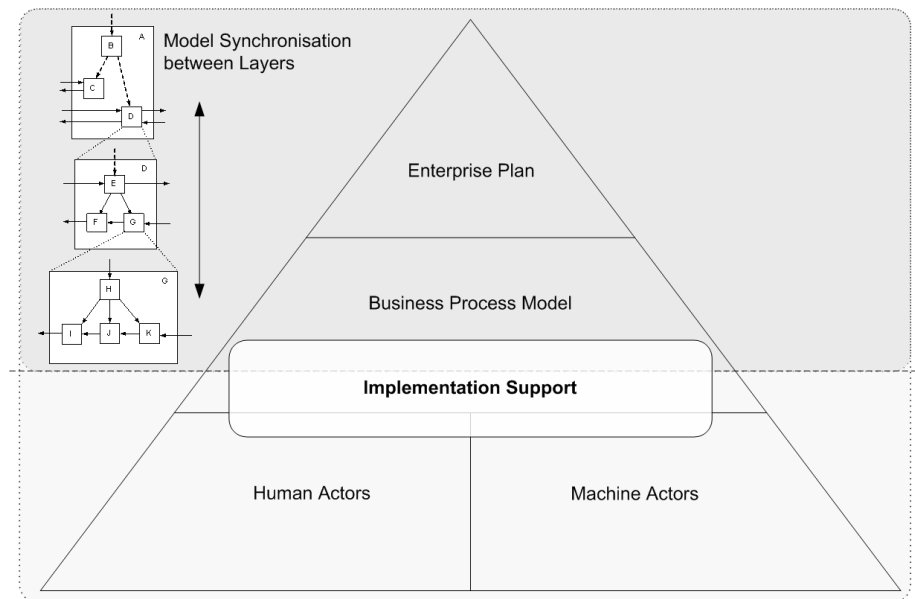 A
B
C
D
Model Synchronisation
between Layers
D
E
F
G
G
H
I
J
K
Enterprise Plan
Business Process Model
Implementation Support
Human Actors
Machine Actors